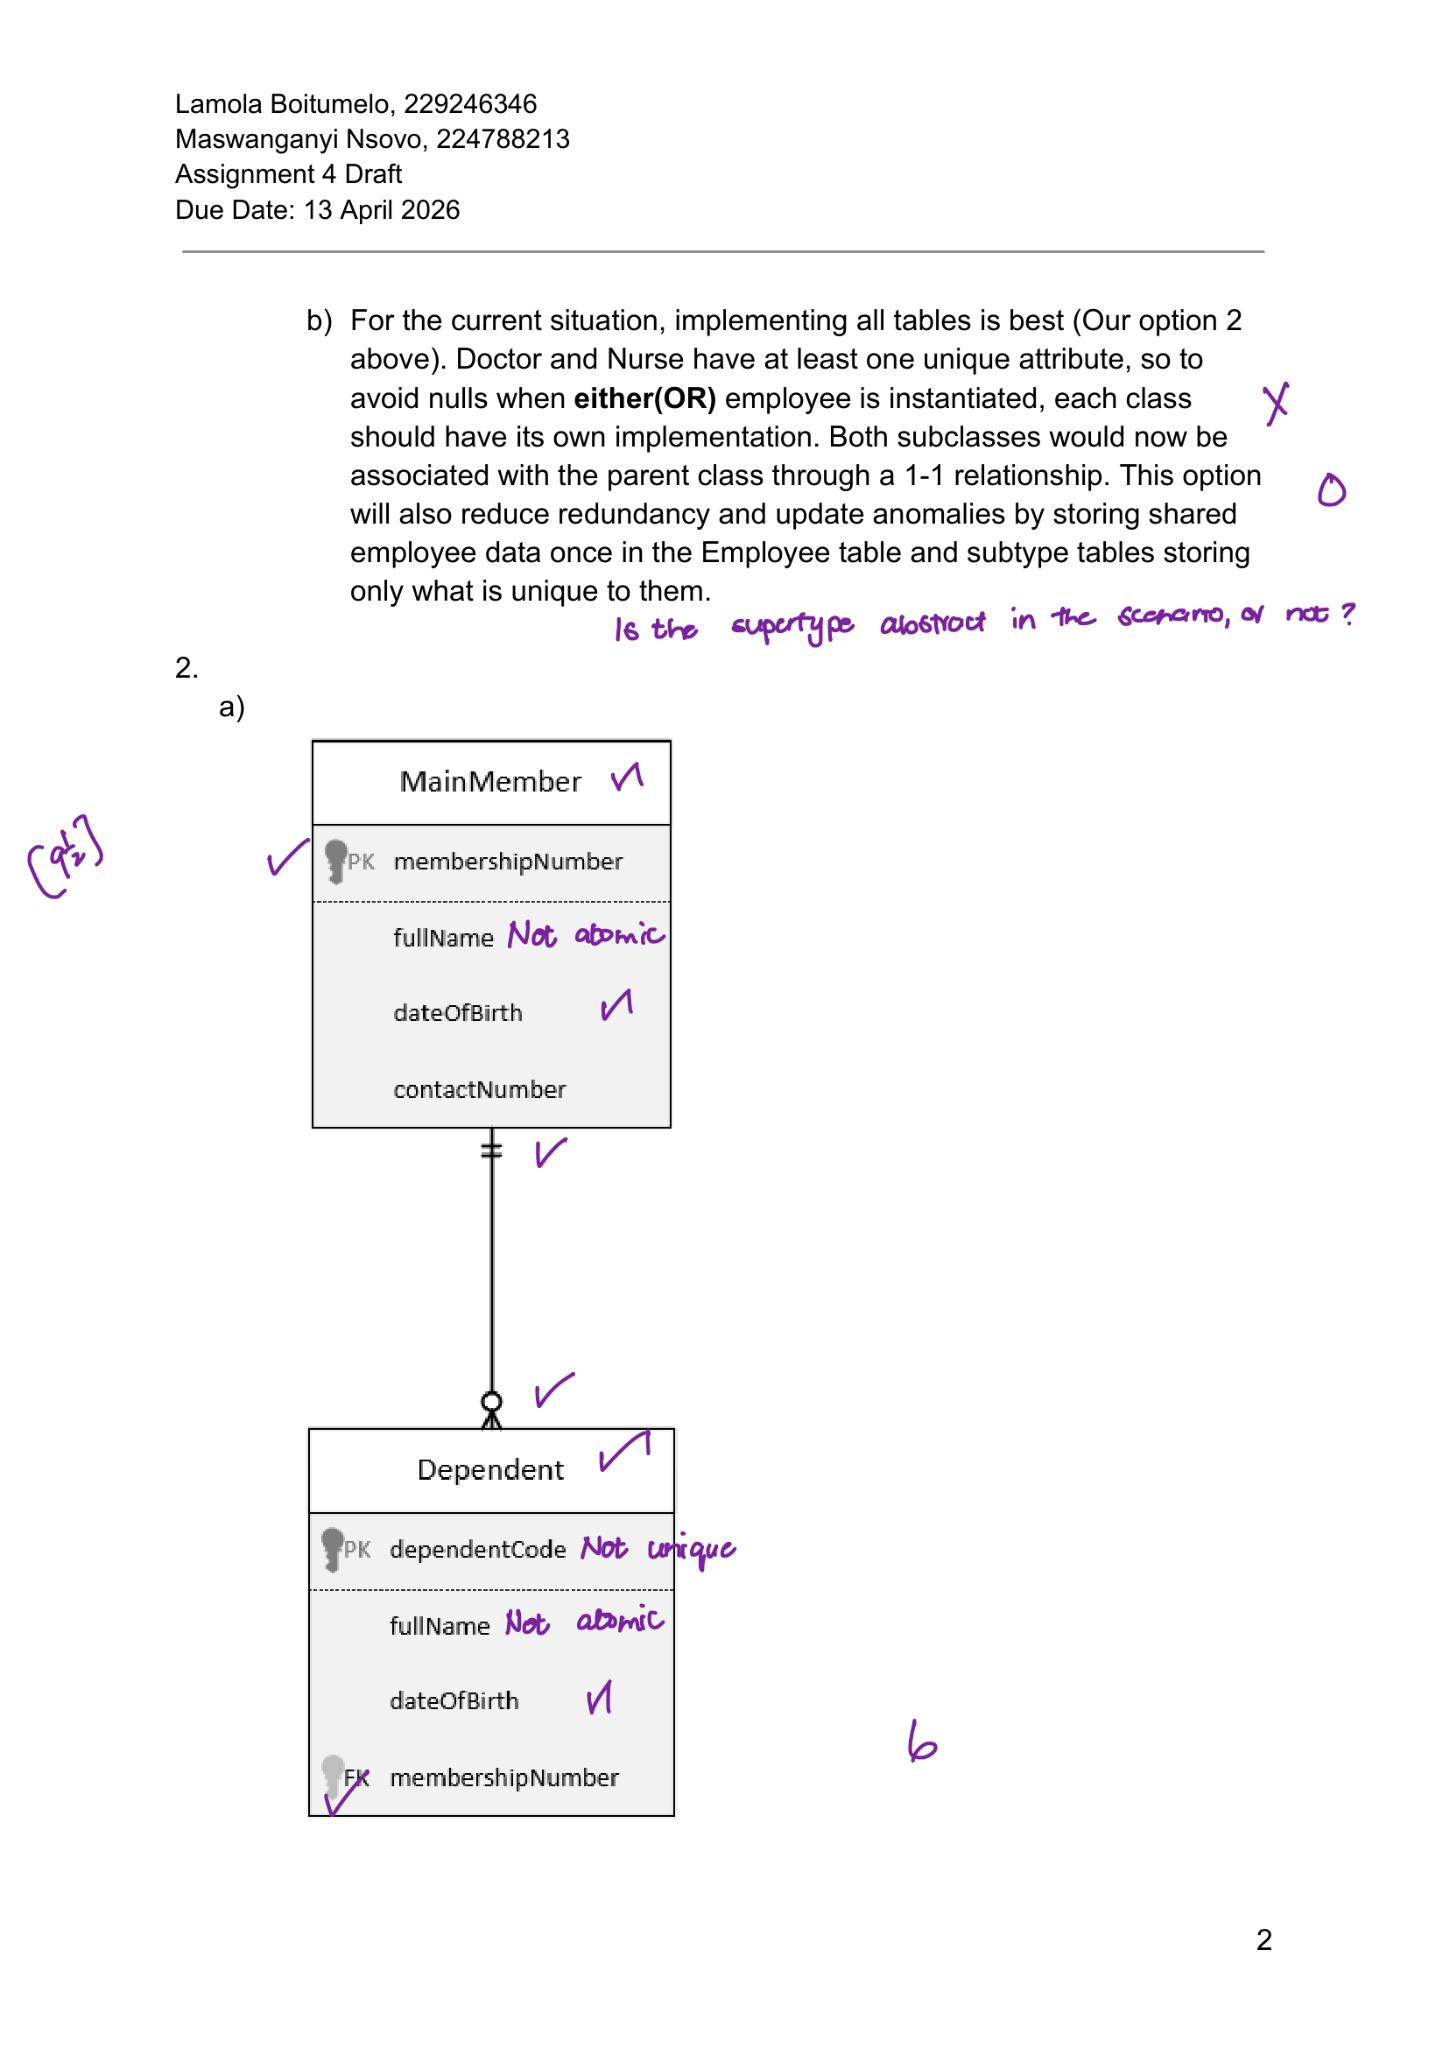 Lamola Boitumelo, 229246346
Maswanganyi Nsovo, 224788213
Assignment 4 Draft
Due Date: 13 April 2026
b) For the current situation, implementing all tables is best (Our option 2
above). Doctor and Nurse have at least one unique attribute, so to
avoid nulls when either(OR) employee is instantiated, each class
should have its own implementation. Both subclasses would now be
associated with the parent class through a 1-1 relationship. This option
will also reduce redundancy and update anomalies by storing shared
employee data once in the Employee table and subtype tables storing
only what is unique to them.
X
0
Is the supertype abstract in the scenario, or not?
2.
a)
MainMember
[9½]
PK membershipNumber
fullName Not atomic
dateOfBirth
contactNumber
Dependent
PK dependentCode Not unique
fullName Not atomic
dateOfBirth
6
FK membershipNumber
2